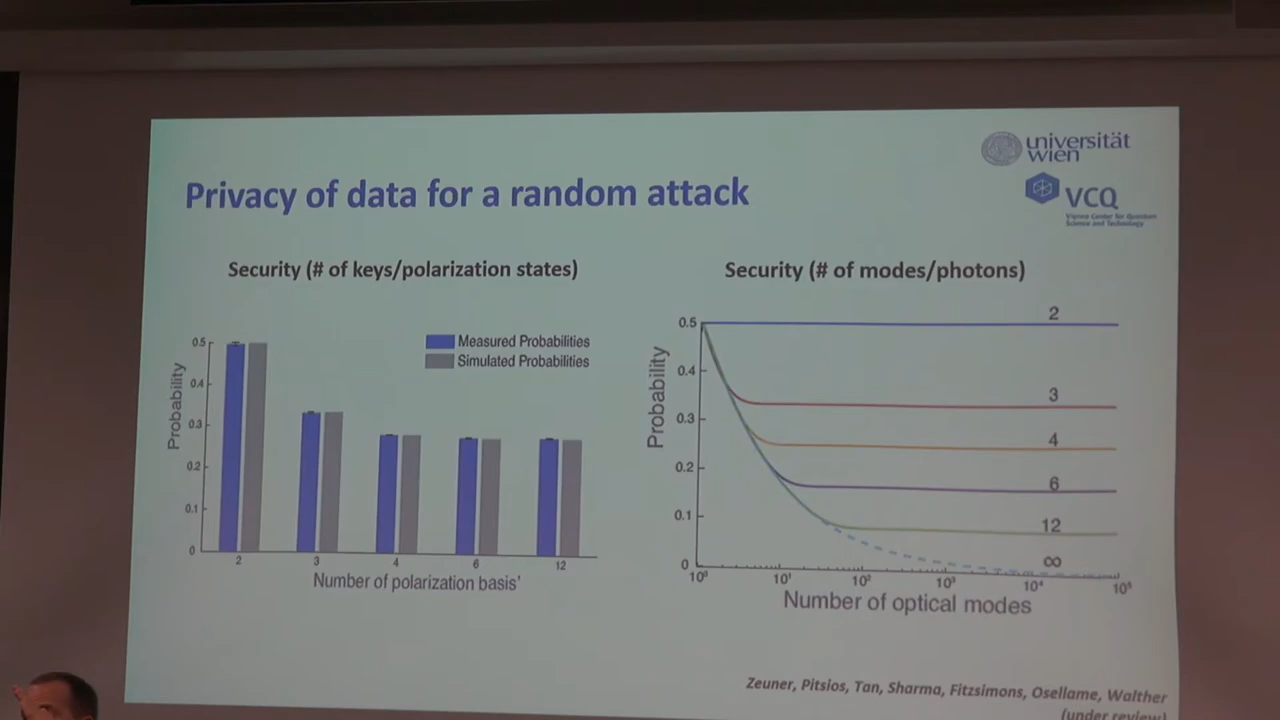 universität
wien
VCQ
Vienna Center for Quantum
Science and Technology
Privacy of data for a random attack
Security (# of keys/polarization states)
Measured Probabilities
Simulated Probabilities
Probability
0.5
0.4
0.3
0.2
0.1
0
2
3
4
6
12
Number of polarization basis'
Security (# of modes/photons)
Probability
0.5
0.4
0.3
0.2
0.1
0
2
3
4
6
12
∞
10⁰
10¹
10²
10³
10⁴
10⁵
Number of optical modes
Zeuner, Pitsios, Tan, Sharma, Fitzsimons, Osellame, Walther
(under review)